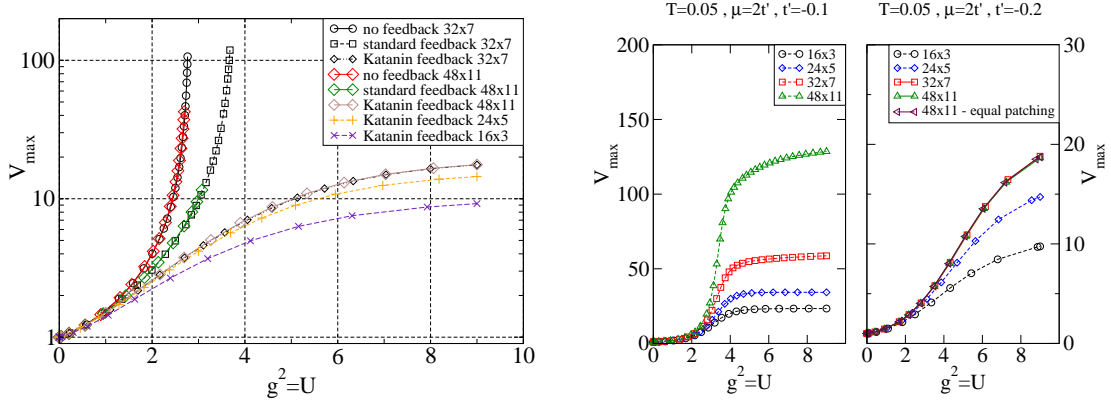 no feedback 32x7
standard feedback 32x7
Katanin feedback 32x7
no feedback 48x11
standard feedback 48x11
Katanin feedback 48x11
Katanin feedback 24x5
Katanin feedback 16x3
100
10
1
V_max
0 2 4 6 8 10
g^2=U
T=0.05 , μ=2t' , t'=-0.1
16x3
24x5
32x7
48x11
200
150
100
50
0
V_max
0 2 4 6 8
g^2=U
T=0.05 , μ=2t' , t'=-0.2
16x3
24x5
32x7
48x11
48x11 - equal patching
30
20
10
0
V_max
0 2 4 6 8
g^2=U